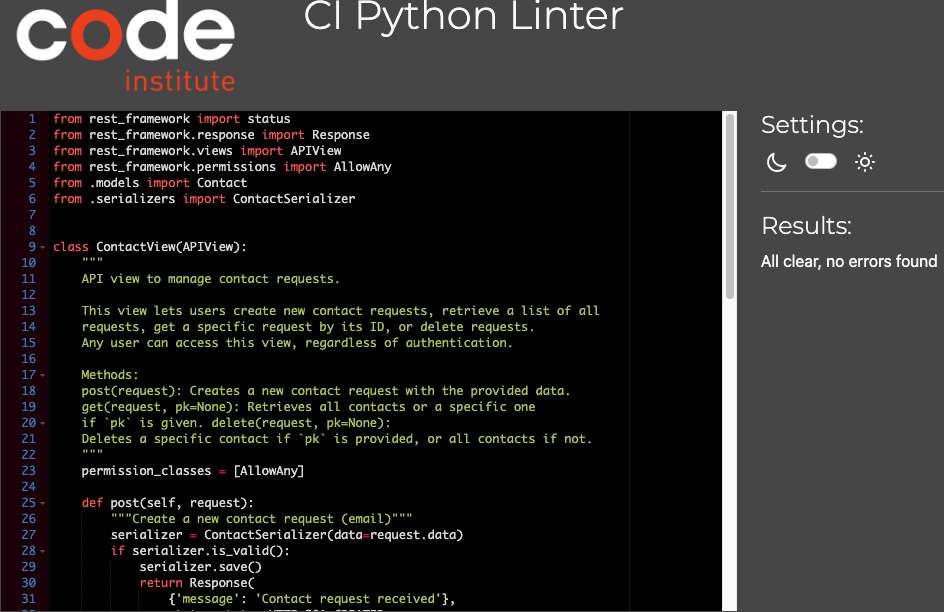 code
institute
CI Python Linter
1 from rest_framework import status
2 from rest_framework.response import Response
3 from rest_framework.views import APIView
4 from rest_framework.permissions import AllowAny
5 from .models import Contact
6 from .serializers import ContactSerializer
7
8
9 class ContactView(APIView):
10 """
11 API view to manage contact requests.
12
13 This view lets users create new contact requests, retrieve a list of all
14 requests, get a specific request by its ID, or delete requests.
15 Any user can access this view, regardless of authentication.
16
17 Methods:
18 post(request): Creates a new contact request with the provided data.
19 get(request, pk=None): Retrieves all contacts or a specific one
20 if `pk` is given. delete(request, pk=None):
21 Deletes a specific contact if `pk` is provided, or all contacts if not.
22 """
23 permission_classes = [AllowAny]
24
25 def post(self, request):
26 """Create a new contact request (email)"""
27 serializer = ContactSerializer(data=request.data)
28 if serializer.is_valid():
29 serializer.save()
30 return Response(
31 {'message': 'Contact request received'},
Settings:
Results:
All clear, no errors found